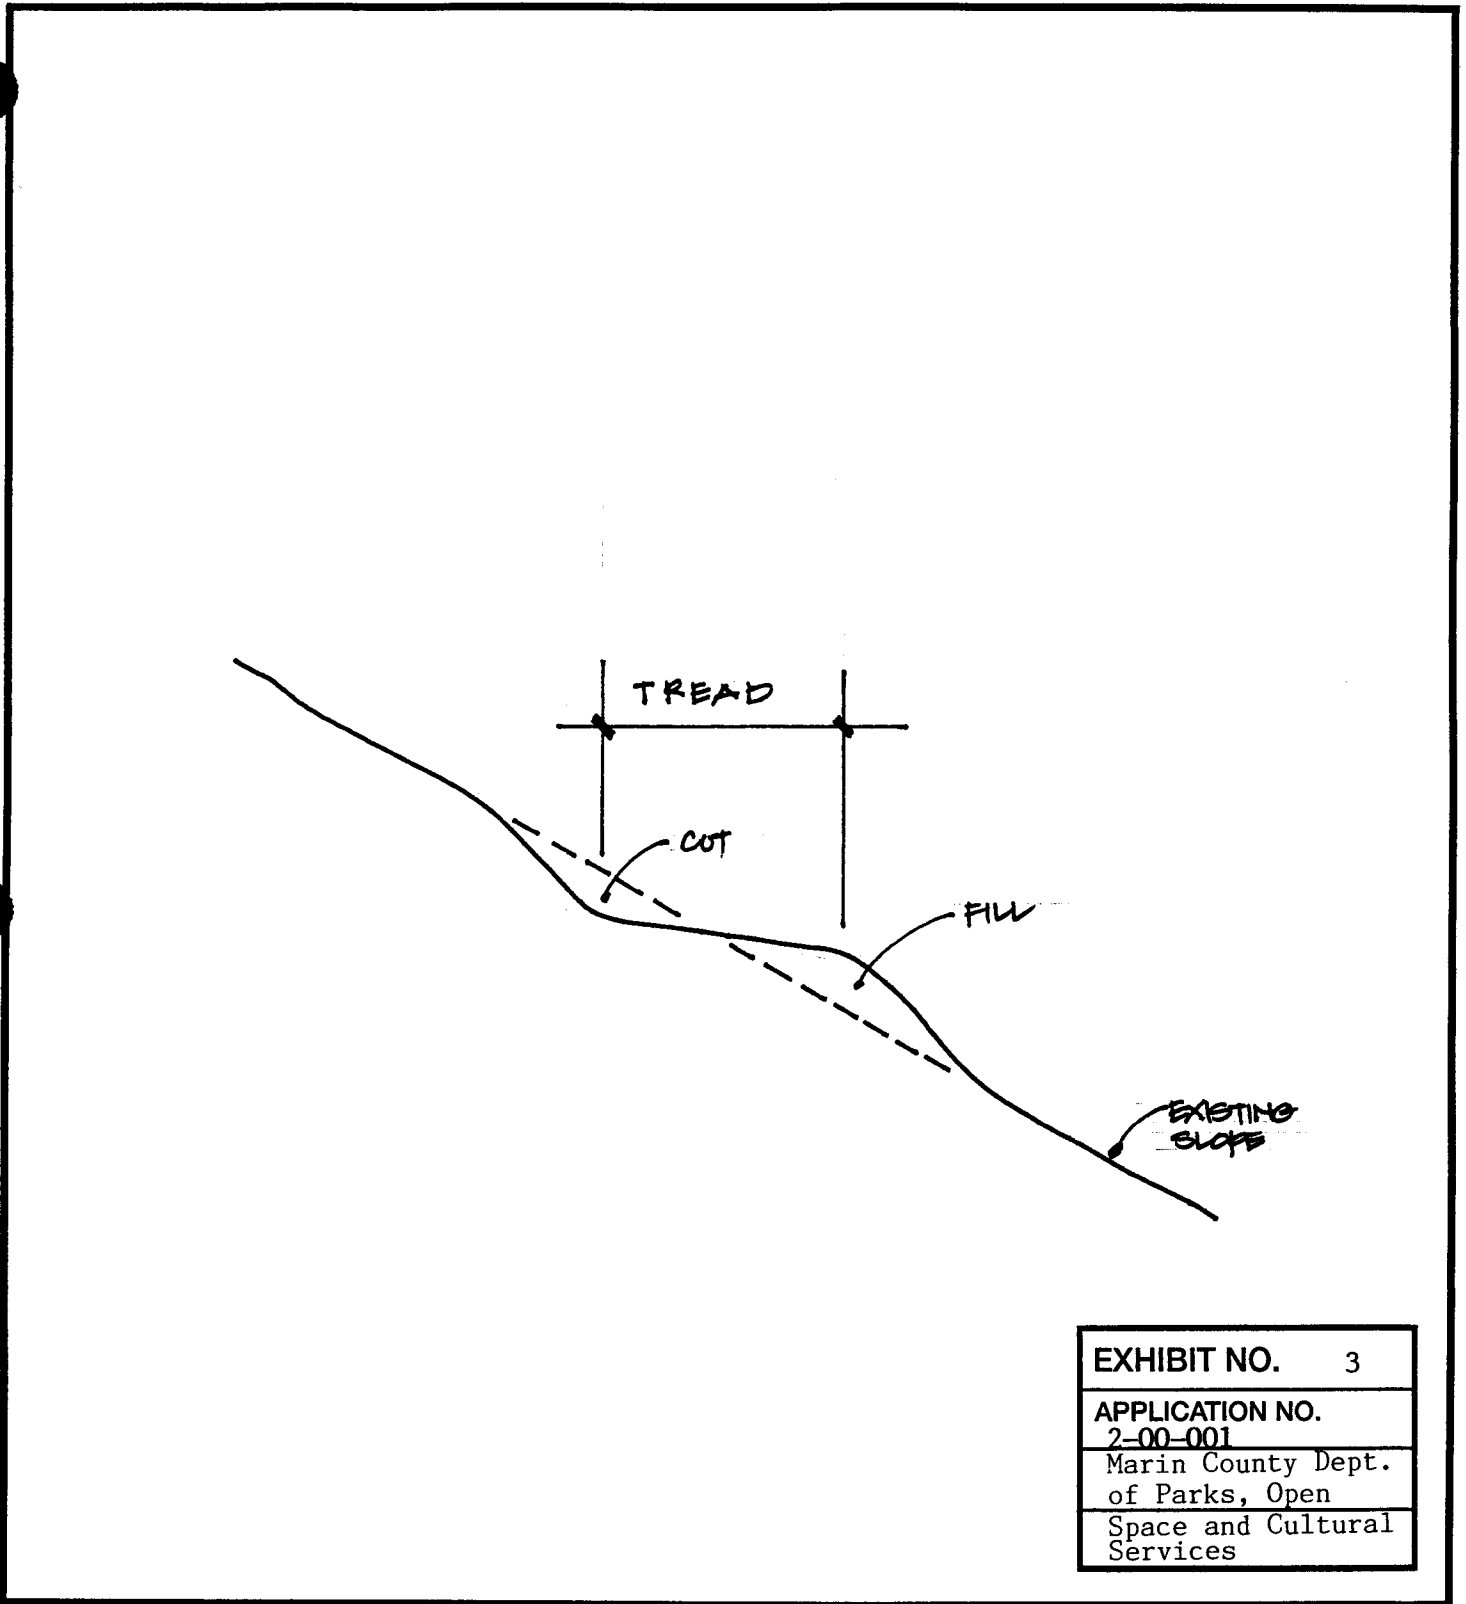 TREAD
CUT
FILL
EXISTING
SLOPE
EXHIBIT NO. 3
APPLICATION NO.
2-00-001
Marin County Dept.
of Parks, Open
Space and Cultural
Services